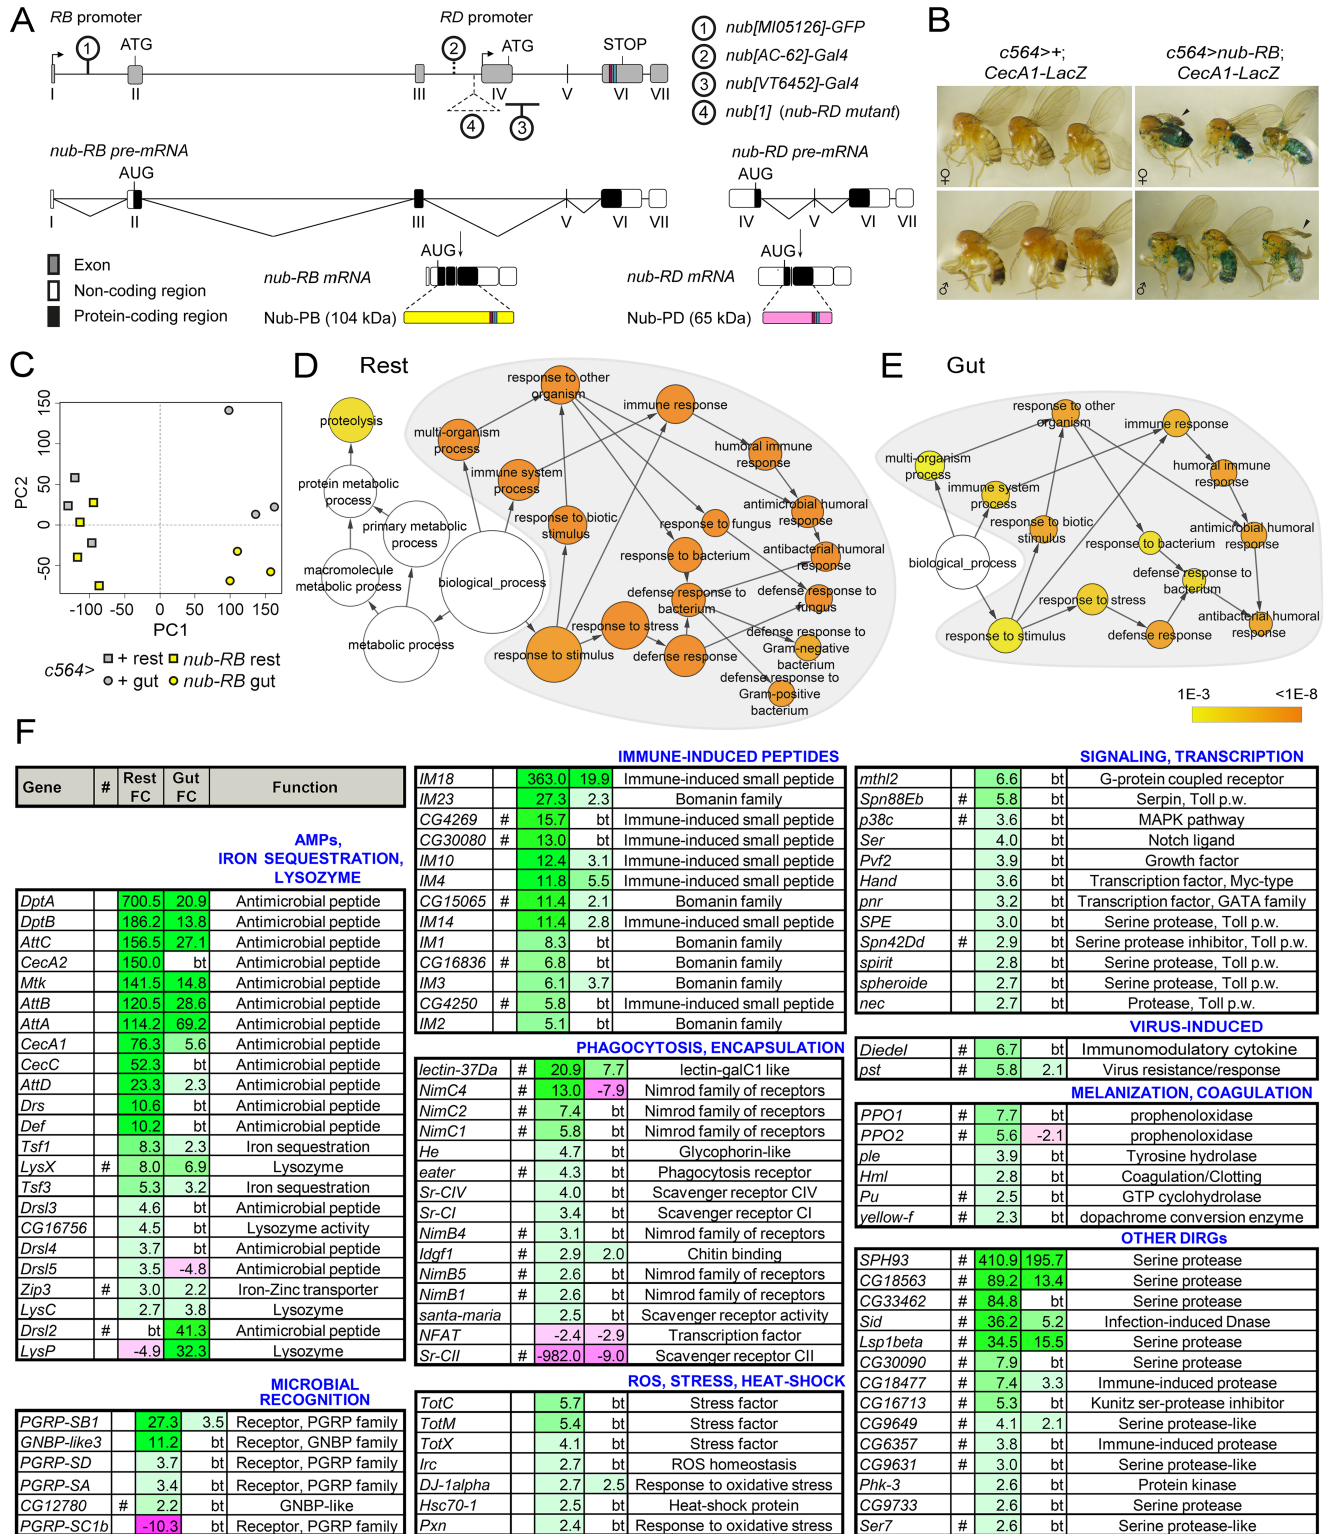 A
RB promoter
RD promoter
1
ATG
2
ATG
STOP
I
II
III
IV
V
VI
VII
4
3
1 nub[MI05126]-GFP
2 nub[AC-62]-Gal4
3 nub[VT6452]-Gal4
4 nub[1] (nub-RD mutant)
nub-RB pre-mRNA
AUG
I
II
III
V
VI
VII
nub-RD pre-mRNA
AUG
IV
V
VI
VII
Exon
Non-coding region
Protein-coding region
AUG
nub-RB mRNA
Nub-PB (104 kDa)
AUG
nub-RD mRNA
Nub-PD (65 kDa)
B
c564>+;
CecA1-LacZ
c564>nub-RB;
CecA1-LacZ
♀
♀
♂
♂
C
150
100
50
0
-50
PC2
-100 -50 0 50 100 150
PC1
c564>
+ rest
nub-RB rest
+ gut
nub-RB gut
D
Rest
proteolysis
protein metabolic
process
primary metabolic
process
macromolecule
metabolic process
metabolic process
biological_process
multi-organism
process
response to other
organism
immune response
immune system
process
humoral immune
response
response to biotic
stimulus
response to fungus
antimicrobial humoral
response
response to bacterium
antibacterial humoral
response
defense response to
bacterium
defense response to
fungus
response to stress
response to stimulus
defense response
defense response to
Gram-negative
bacterium
defense response to
Gram-positive
bacterium
E
Gut
response to other
organism
immune response
multi-organism
process
humoral immune
response
immune system
process
response to biotic
stimulus
antimicrobial humoral
response
response to bacterium
biological_process
defense response to
bacterium
response to stress
antibacterial humoral
response
response to stimulus
defense response
1E-3
<1E-8
F
Gene # Rest FC Gut FC Function
AMPs,
IRON SEQUESTRATION,
LYSOZYME
DptA 700.5 20.9 Antimicrobial peptide
DptB 186.2 13.8 Antimicrobial peptide
AttC 156.5 27.1 Antimicrobial peptide
CecA2 150.0 bt Antimicrobial peptide
Mtk 141.5 14.8 Antimicrobial peptide
AttB 120.5 28.6 Antimicrobial peptide
AttA 114.2 69.2 Antimicrobial peptide
CecA1 76.3 5.6 Antimicrobial peptide
CecC 52.3 bt Antimicrobial peptide
AttD 23.3 2.3 Antimicrobial peptide
Drs 10.6 bt Antimicrobial peptide
Def 10.2 bt Antimicrobial peptide
Tsf1 8.3 2.3 Iron sequestration
LysX # 8.0 6.9 Lysozyme
Tsf3 5.3 3.2 Iron sequestration
Drsl3 4.6 bt Antimicrobial peptide
CG16756 4.5 bt Lysozyme activity
Drsl4 3.7 bt Antimicrobial peptide
Drsl5 3.5 -4.8 Antimicrobial peptide
Zip3 # 3.0 2.2 Iron-Zinc transporter
LysC 2.7 3.8 Lysozyme
Drsl2 # bt 41.3 Antimicrobial peptide
LysP -4.9 32.3 Lysozyme
MICROBIAL
RECOGNITION
PGRP-SB1 27.3 3.5 Receptor, PGRP family
GNBP-like3 11.2 bt Receptor, GNBP family
PGRP-SD 3.7 bt Receptor, PGRP family
PGRP-SA 3.4 bt Receptor, PGRP family
CG12780 # 2.2 bt GNBP-like
PGRP-SC1b -10.3 bt Receptor, PGRP family
IMMUNE-INDUCED PEPTIDES
IM18 363.0 19.9 Immune-induced small peptide
IM23 27.3 2.3 Bomanin family
CG4269 # 15.7 bt Immune-induced small peptide
CG30080 # 13.0 bt Immune-induced small peptide
IM10 12.4 3.1 Immune-induced small peptide
IM4 11.8 5.5 Immune-induced small peptide
CG15065 # 11.4 2.1 Bomanin family
IM14 11.4 2.8 Immune-induced small peptide
IM1 8.3 bt Bomanin family
CG16836 # 6.8 bt Bomanin family
IM3 6.1 3.7 Bomanin family
CG4250 # 5.8 bt Immune-induced small peptide
IM2 5.1 bt Bomanin family
PHAGOCYTOSIS, ENCAPSULATION
lectin-37Da # 20.9 7.7 lectin-galC1 like
NimC4 # 13.0 -7.9 Nimrod family of receptors
NimC2 # 7.4 bt Nimrod family of receptors
NimC1 # 5.8 bt Nimrod family of receptors
He 4.7 bt Glycophorin-like
eater # 4.3 bt Phagocytosis receptor
Sr-CIV 4.0 bt Scavenger receptor CIV
Sr-CI 3.4 bt Scavenger receptor CI
NimB4 # 3.1 bt Nimrod family of receptors
Idgf1 # 2.9 2.0 Chitin binding
NimB5 # 2.6 bt Nimrod family of receptors
NimB1 # 2.6 bt Nimrod family of receptors
santa-maria 2.5 bt Scavenger receptor activity
NFAT -2.4 -2.9 Transcription factor
Sr-CII # -982.0 -9.0 Scavenger receptor CII
ROS, STRESS, HEAT-SHOCK
TotC 5.7 bt Stress factor
TotM 5.4 bt Stress factor
TotX 4.1 bt Stress factor
Irc 2.7 bt ROS homeostasis
DJ-1alpha 2.7 2.5 Response to oxidative stress
Hsc70-1 2.5 bt Heat-shock protein
Pxn 2.4 bt Response to oxidative stress
SIGNALING, TRANSCRIPTION
mthl2 6.6 bt G-protein coupled receptor
Spn88Eb # 5.8 bt Serpin, Toll p.w.
p38c # 3.6 bt MAPK pathway
Ser 4.0 bt Notch ligand
Pvf2 3.9 bt Growth factor
Hand 3.6 bt Transcription factor, Myc-type
pnr 3.2 bt Transcription factor, GATA family
SPE 3.0 bt Serine protease, Toll p.w.
Spn42Dd # 2.9 bt Serine protease inhibitor, Toll p.w.
spirit 2.8 bt Serine protease, Toll p.w.
spheroide 2.7 bt Serine protease, Toll p.w.
nec 2.7 bt Protease, Toll p.w.
VIRUS-INDUCED
Diedel # 6.7 bt Immunomodulatory cytokine
pst # 5.8 2.1 Virus resistance/response
MELANIZATION, COAGULATION
PPO1 # 7.7 bt prophenoloxidase
PPO2 # 5.6 -2.1 prophenoloxidase
ple 3.9 bt Tyrosine hydrolase
Hml 2.8 bt Coagulation/Clotting
Pu # 2.5 bt GTP cyclohydrolase
yellow-f # 2.3 bt dopachrome conversion enzyme
OTHER DIRGs
SPH93 # 410.9 195.7 Serine protease
CG18563 # 89.2 13.4 Serine protease
CG33462 # 84.8 bt Serine protease
Sid # 36.2 5.2 Infection-induced Dnase
Lsp1beta # 34.5 15.5 Serine protease
CG30090 # 7.9 bt Serine protease
CG18477 # 7.4 3.3 Immune-induced protease
CG16713 # 5.3 bt Kunitz ser-protease inhibitor
CG9649 # 4.1 2.1 Serine protease-like
CG6357 # 3.8 bt Immune-induced protease
CG9631 # 3.0 bt Serine protease-like
Phk-3 2.6 bt Protein kinase
CG9733 2.6 bt Serine protease
Ser7 # 2.6 bt Serine protease-like